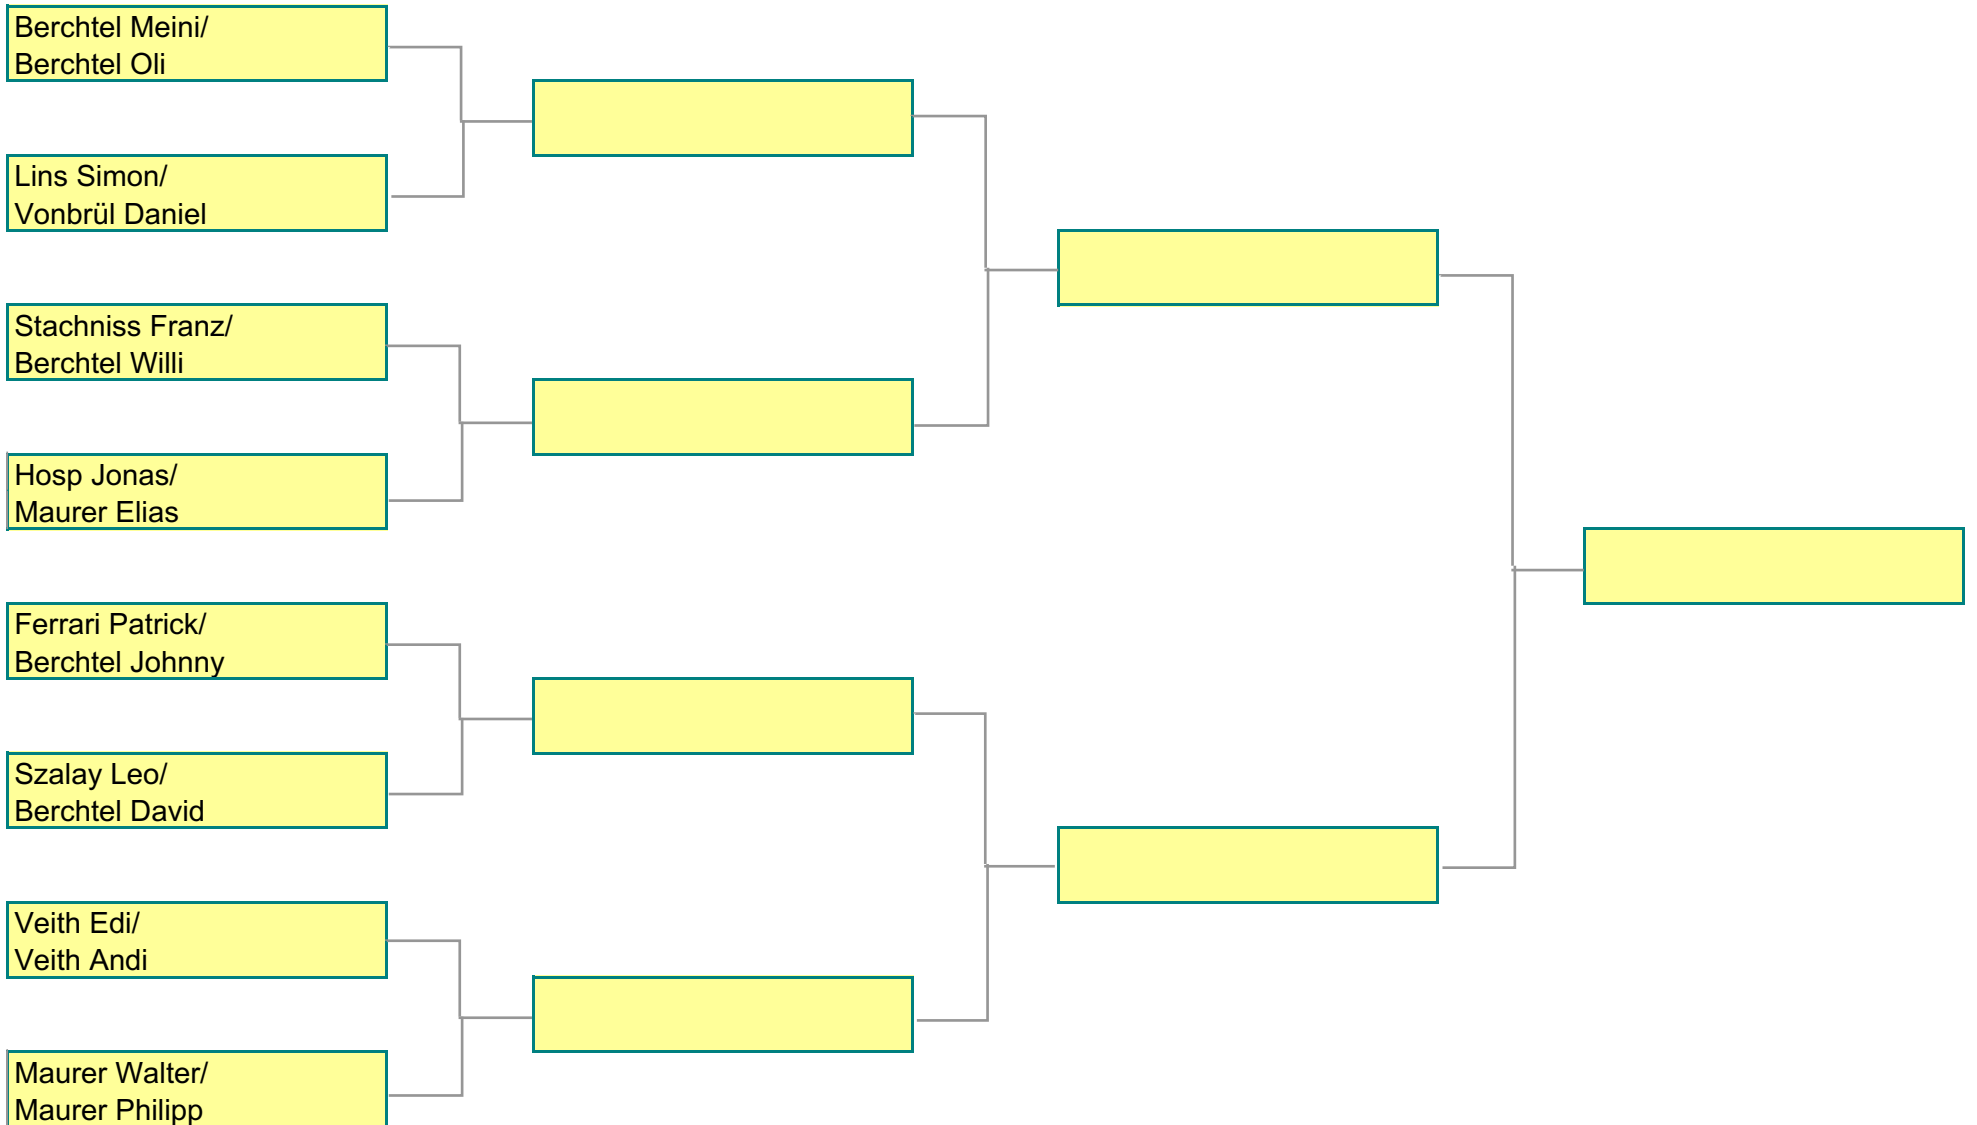 Berchtel Meini/
Berchtel Oli
Lins Simon/
Vonbrül Daniel
Stachniss Franz/
Berchtel Willi
Hosp Jonas/
Maurer Elias
Ferrari Patrick/
Berchtel Johnny
Szalay Leo/
Berchtel David
Veith Edi/
Veith Andi
Maurer Walter/
Maurer Philipp